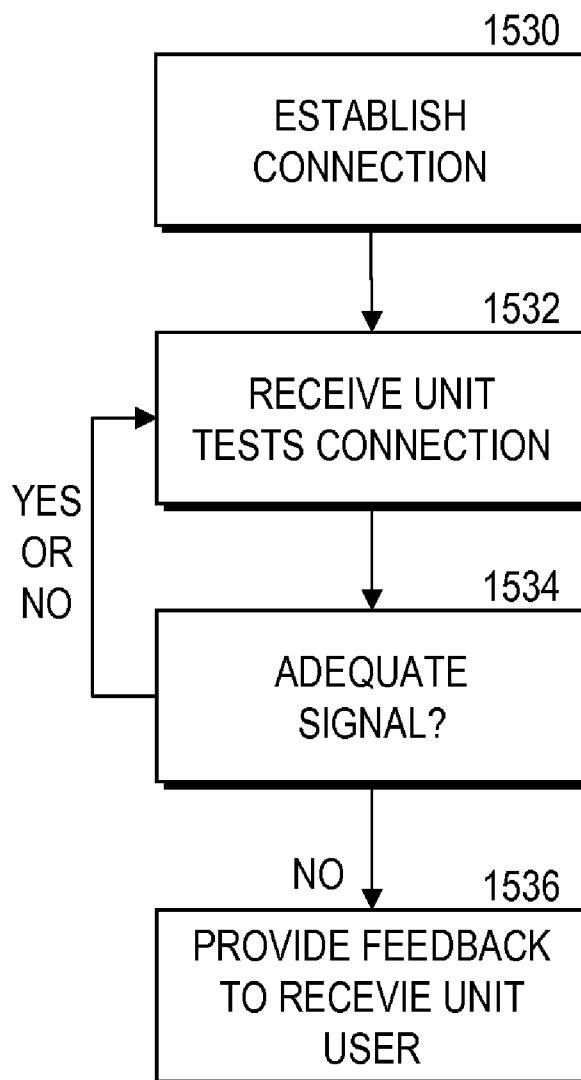 1530
ESTABLISH
CONNECTION
1532
RECEIVE UNIT
TESTS CONNECTION
YES
OR
NO
1534
ADEQUATE
SIGNAL?
NO
1536
PROVIDE FEEDBACK
TO RECEVIE UNIT
USER